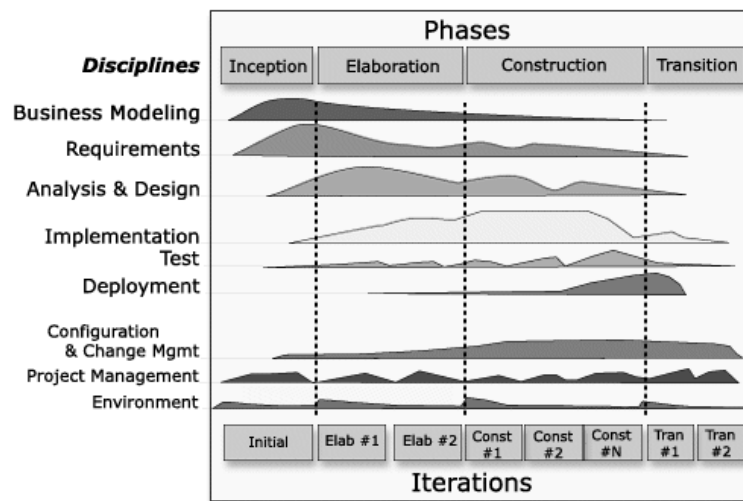 Phases
Disciplines
Inception
Elaboration
Construction
Transition
Business Modeling
Requirements
Analysis & Design
Implementation
Test
Deployment
Configuration
& Change Mgmt
Project Management
Environment
Initial
Elab #1
Elab #2
Const
#1
Const
#2
Const
#N
Tran
#1
Tran
#2
Iterations